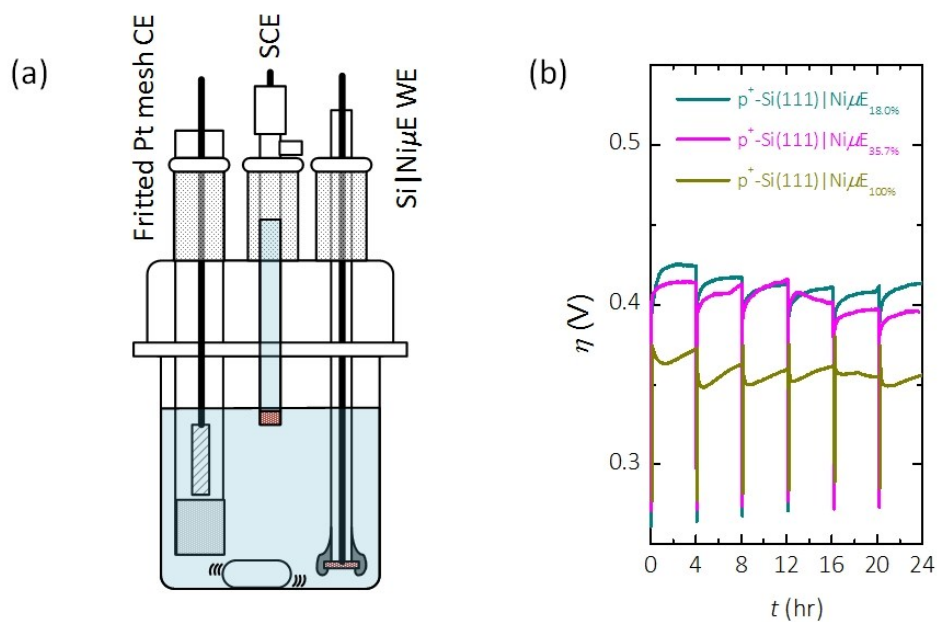 (a)
Fritted Pt mesh CE
SCE
Si|NiμE WE
(b)
p⁺-Si(111)|NiμE₁₈.₀%
p⁺-Si(111)|NiμE₃₅.₇%
p⁺-Si(111)|NiμE₁₀₀%
0.5
0.4
0.3
η (V)
0 4 8 12 16 20 24
t (hr)